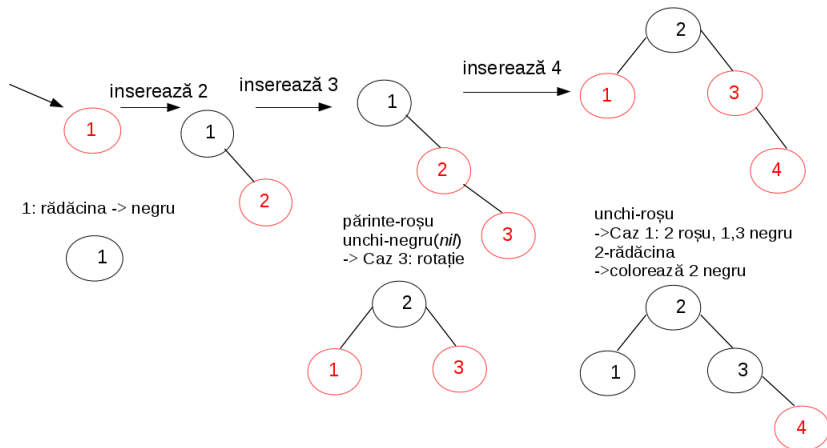 1
inserează 2
1
2
1: rădăcina -> negru
1
inserează 3
1
2
3
părinte-roșu
unchi-negru(nil)
-> Caz 3: rotație
2
1
3
inserează 4
2
1
3
4
unchi-roșu
->Caz 1: 2 roșu, 1,3 negru
2-rădăcina
->colorează 2 negru
2
1
3
4